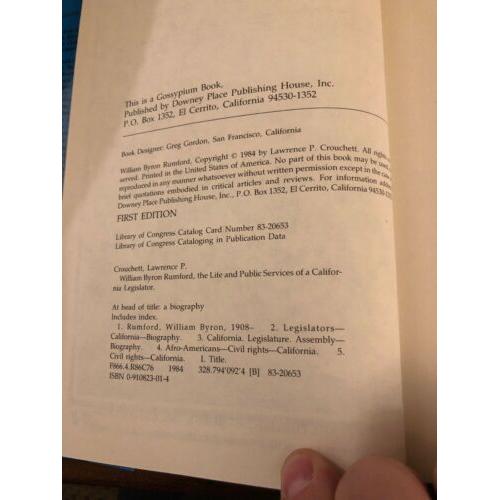 This is a Gossypium Book.
Published by Downey Place Publishing House, Inc.
P.O. Box 1352, El Cerrito, California 94530-1352
Book Designer: Greg Gordon, San Francisco, California
William Byron Rumford, Copyright © 1984 by Lawrence P. Crouchett. All rights
served. Printed in the United States of America. No part of this book may be used
reproduced in any manner whatsoever without written permission except in the case
brief quotations embodied in critical articles and reviews. For information address
Downey Place Publishing House, Inc., P.O. Box 1352, El Cerrito, California 94530-1352
FIRST EDITION
Library of Congress Catalog Card Number 83-20653
Library of Congress Cataloging in Publication Data
Crouchett, Lawrence P.
William Byron Rumford, the Life and Public Services of a Califor-
nia Legislator.
At head of title: a biography
Includes index.
1. Rumford, William Byron, 1908– 2. Legislators—
California—Biography. 3. California. Legislature. Assembly—
Biography. 4. Afro-Americans—Civil rights—California. 5.
Civil rights—California. I. Title.
F866.4.R86C76 1984 328.794'092'4 [B] 83-20653
ISBN 0-910823-01-4